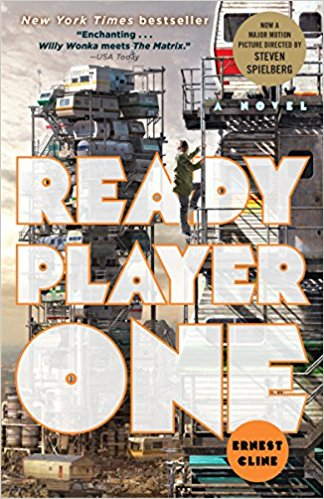 New York Times bestseller
"Enchanting . . .
Willy Wonka meets The Matrix."
—USA Today
NOW A
MAJOR MOTION
PICTURE DIRECTED BY
STEVEN
SPIELBERG
A NOVEL
READY
PLAYER
ONE
ERNEST
CLINE